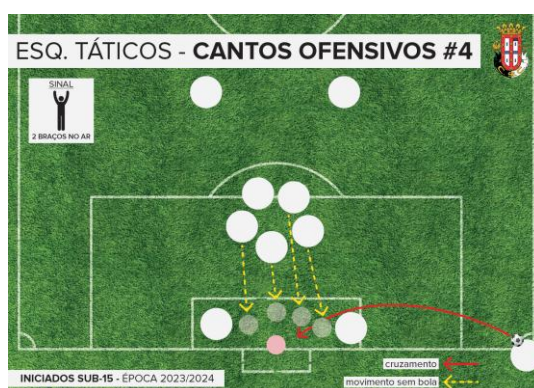 ESQ. TÁTICOS - CANTOS OFENSIVOS #4
SINAL
2 BRAÇOS NO AR
cruzamento
movimento sem bola
INICIADOS SUB-15 - ÉPOCA 2023/2024